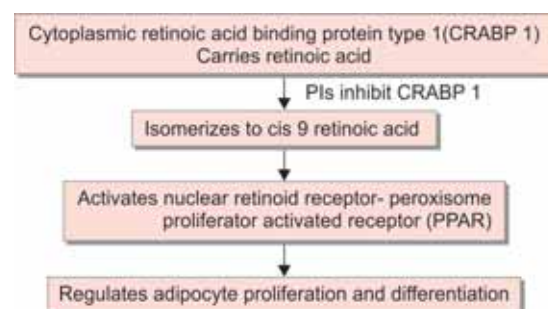 Cytoplasmic retinoic acid binding protein type 1(CRABP 1)
Carries retinoic acid
PIs inhibit CRABP 1
Isomerizes to cis 9 retinoic acid
Activates nuclear retinoid receptor- peroxisome
proliferator activated receptor (PPAR)
Regulates adipocyte proliferation and differentiation